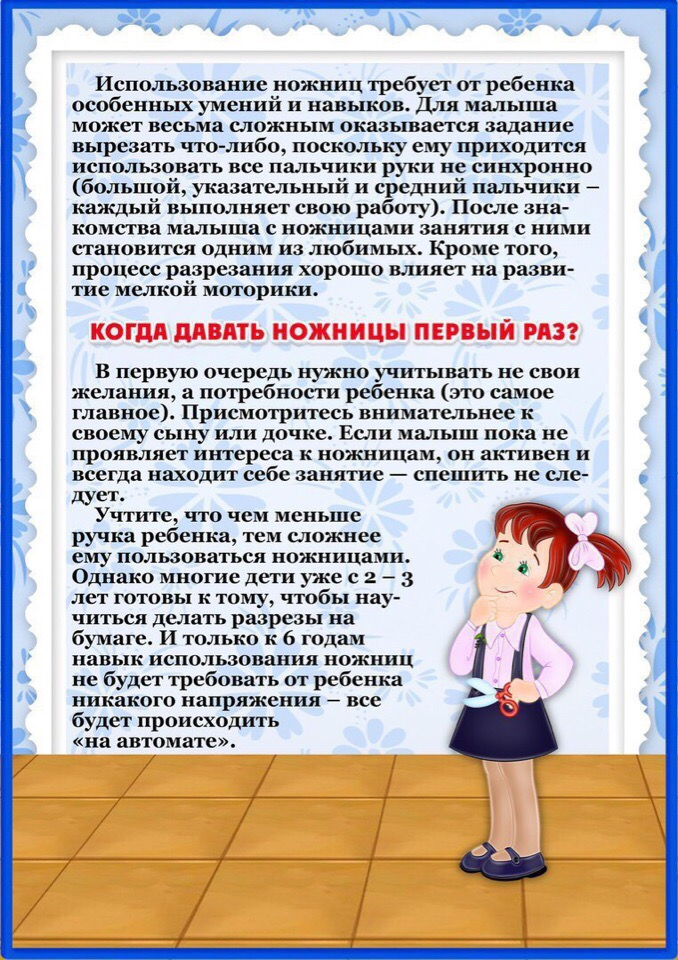 Использование ножниц требует от ребенка
особенных умений и навыков. Для малыша
может весьма сложным оказывается задание
вырезать что-либо, поскольку ему приходится
использовать все пальчики руки не синхронно
(большой, указательный и средний пальчики –
каждый выполняет свою работу). После зна-
комства малыша с ножницами занятия с ними
становится одним из любимых. Кроме того,
процесс разрезания хорошо влияет на разви-
тие мелкой моторики.
КОГДА ДАВАТЬ НОЖНИЦЫ ПЕРВЫЙ РАЗ?
В первую очередь нужно учитывать не свои
желания, а потребности ребенка (это самое
главное). Присмотритесь внимательнее к
своему сыну или дочке. Если малыш пока не
проявляет интереса к ножницам, он активен и
всегда находит себе занятие — спешить не сле-
дует.
Учтите, что чем меньше
ручка ребенка, тем сложнее
ему пользоваться ножницами.
Однако многие дети уже с 2 – 3
лет готовы к тому, чтобы нау-
читься делать разрезы на
бумаге. И только к 6 годам
навык использования ножниц
не будет требовать от ребенка
никакого напряжения – все
будет происходить
«на автомате».